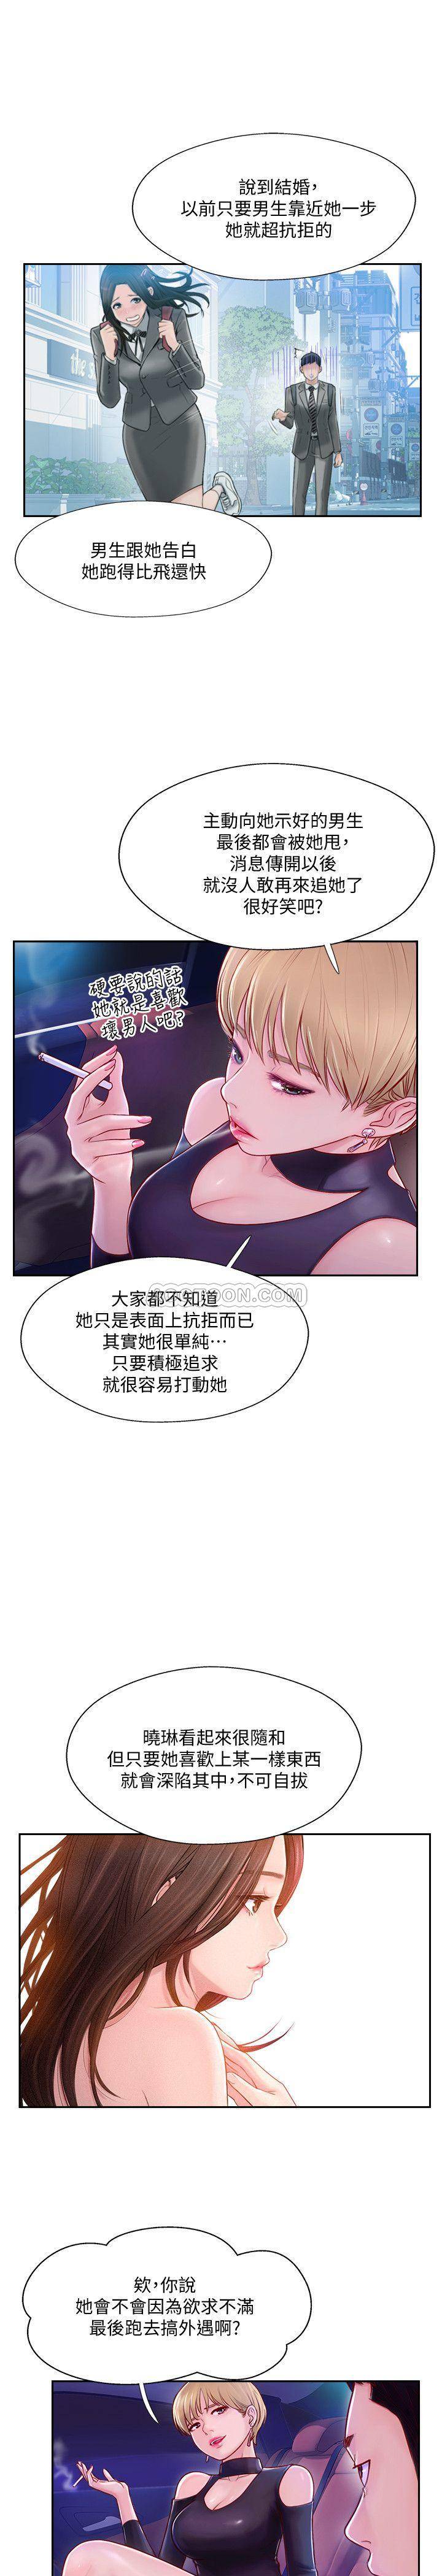 說到結婚，
以前只要男生靠近她一步
她就超抗拒的
the s
男生跟她告白
她跑得比飛還快
主動向她示好的男生
最後都會被她甩，
消息傳開以後
就沒人敢再來追她了
很好笑吧?
硬要說的話
她就是喜歡
壞男人吧?
大家都不知道
她只是表面上抗拒而已
其實她很單純…
只要積極追求
就很容易打動她
曉琳看起來很隨和
但只要她喜歡上某一樣東西
就會深陷其中，不可自拔
欸，你說
她會不會因為欲求不滿
最後跑去搞外遇啊?